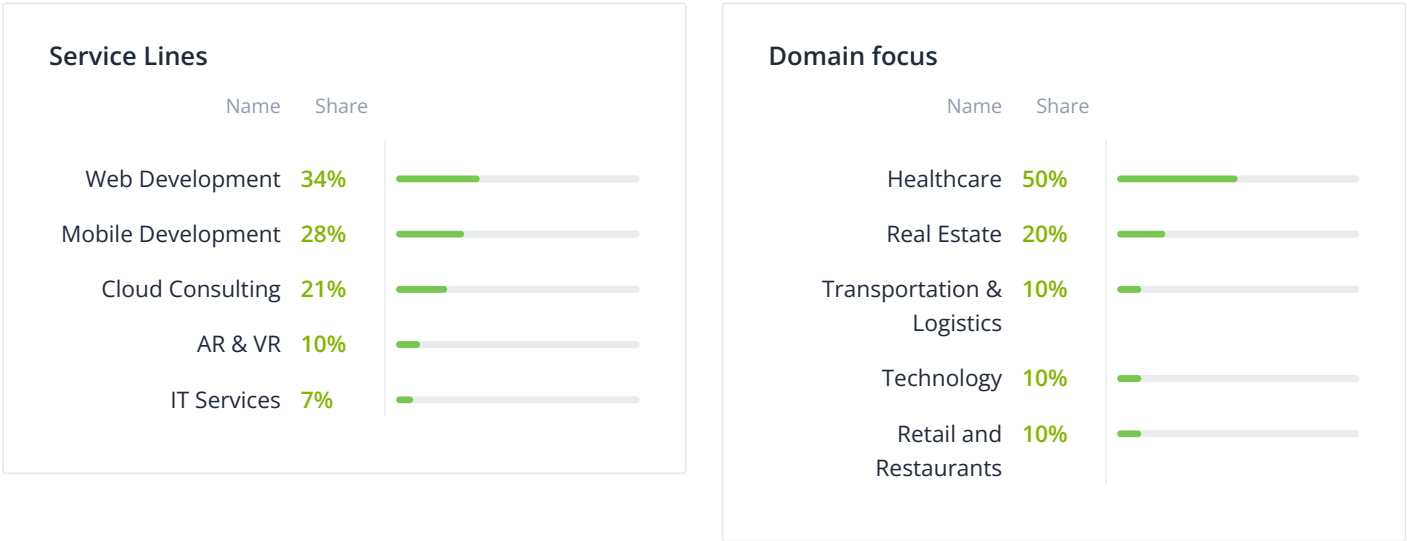 Service Lines
Name Share
Web Development 34%
Mobile Development 28%
Cloud Consulting 21%
AR & VR 10%
IT Services 7%
Domain focus
Name Share
Healthcare 50%
Real Estate 20%
Transportation & 10%
Logistics
Technology 10%
Retail and 10%
Restaurants